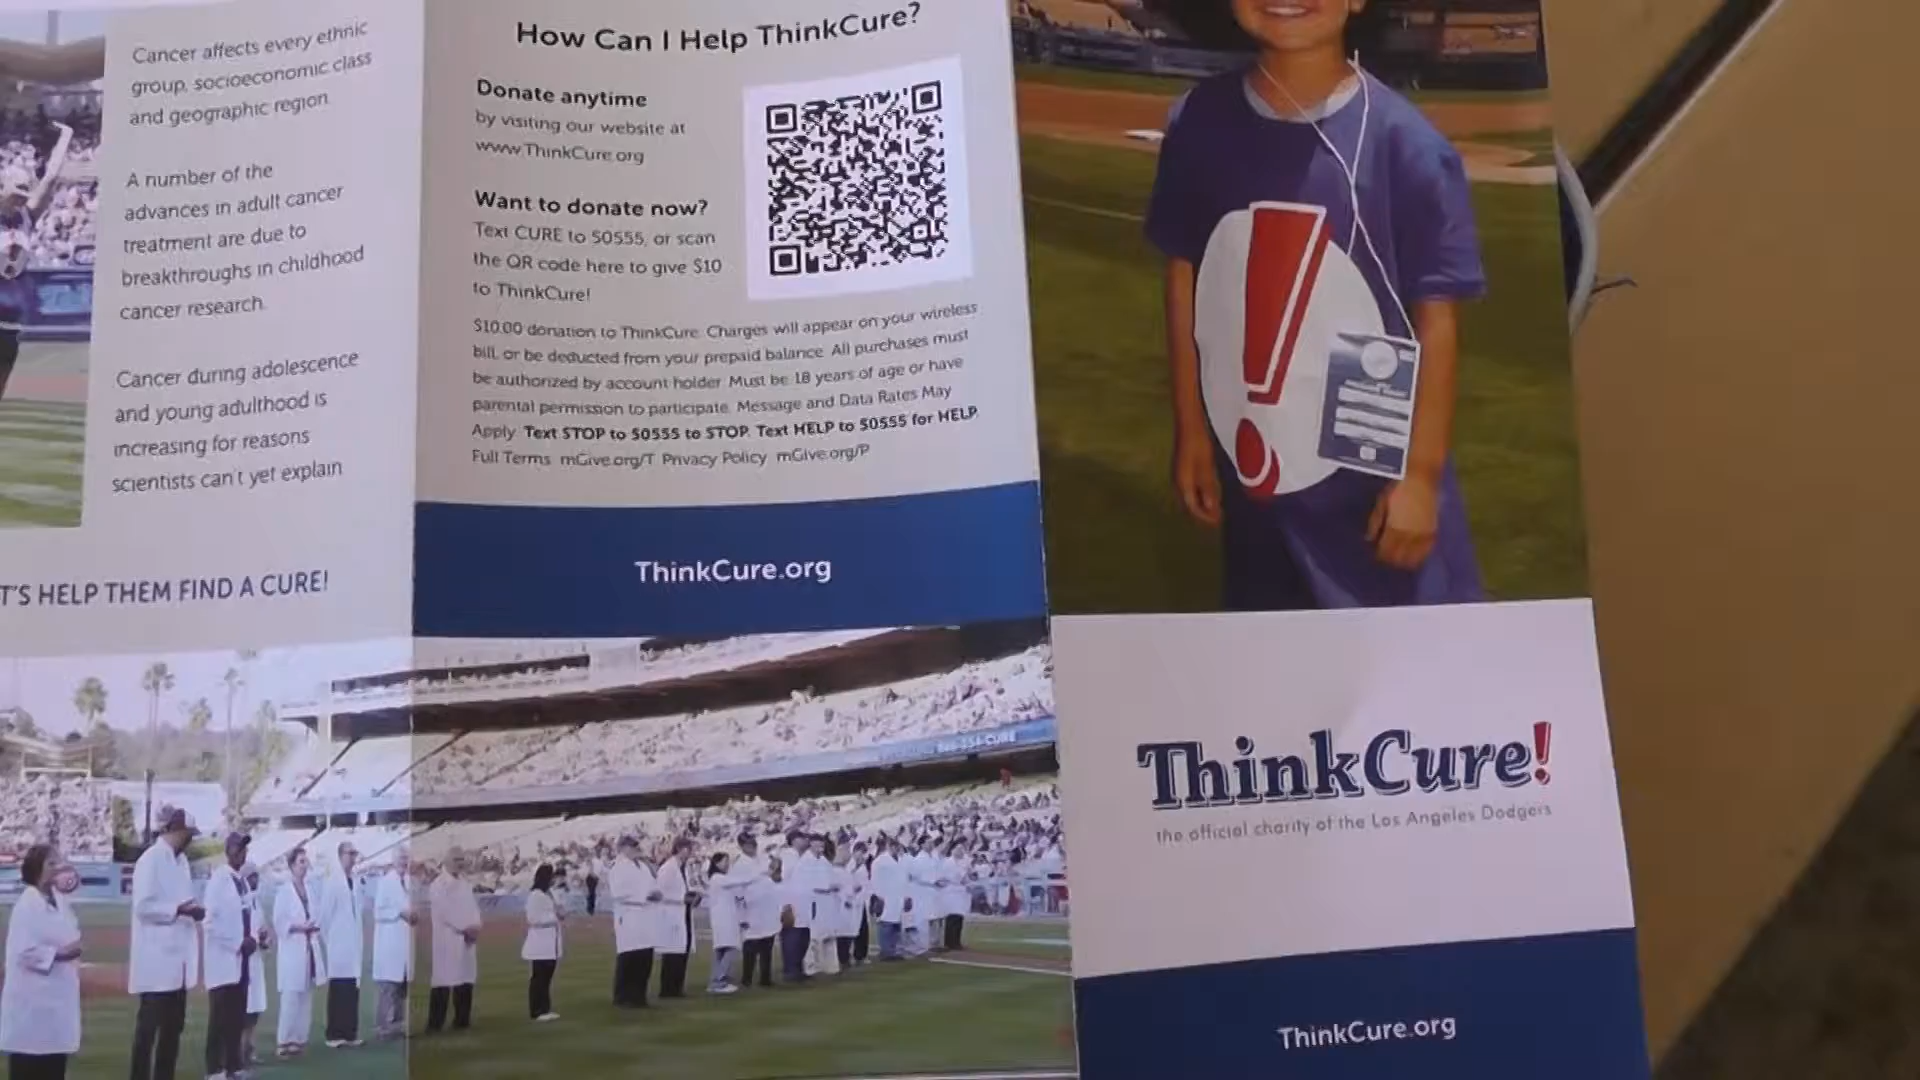 Cancer affects every ethnic
group, socioeconomic class
and geographic region.
A number of the
advances in adult cancer
treatment are due to
breakthroughs in childhood
cancer research.
Cancer during adolescence
and young adulthood is
increasing for reasons
scientists can't yet explain
T'S HELP THEM FIND A CURE!
How Can I Help ThinkCure?
Donate anytime
by visiting our website at
www.ThinkCure.org
Want to donate now?
Text CURE to 50555, or scan
the QR code here to give $10
to ThinkCure!
$10.00 donation to ThinkCure. Charges will appear on your wireless
bill, or be deducted from your prepaid balance. All purchases must
be authorized by account holder. Must be 18 years of age or have
parental permission to participate. Message and Data Rates May
Apply. Text STOP to 50555 to STOP. Text HELP to 50555 for HELP.
Full Terms: mGive.org/T Privacy Policy: mGive.org/P
ThinkCure.org
ThinkCure!
the official charity of the Los Angeles Dodgers
ThinkCure.org